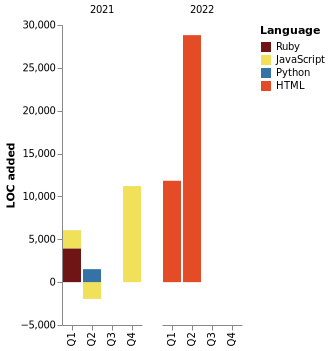 2021
2022
LOC added
30,000
25,000
20,000
15,000
10,000
5,000
0
−5,000
Q1
Q2
Q3
Q4
Q1
Q2
Q3
Q4
Language
Ruby
JavaScript
Python
HTML